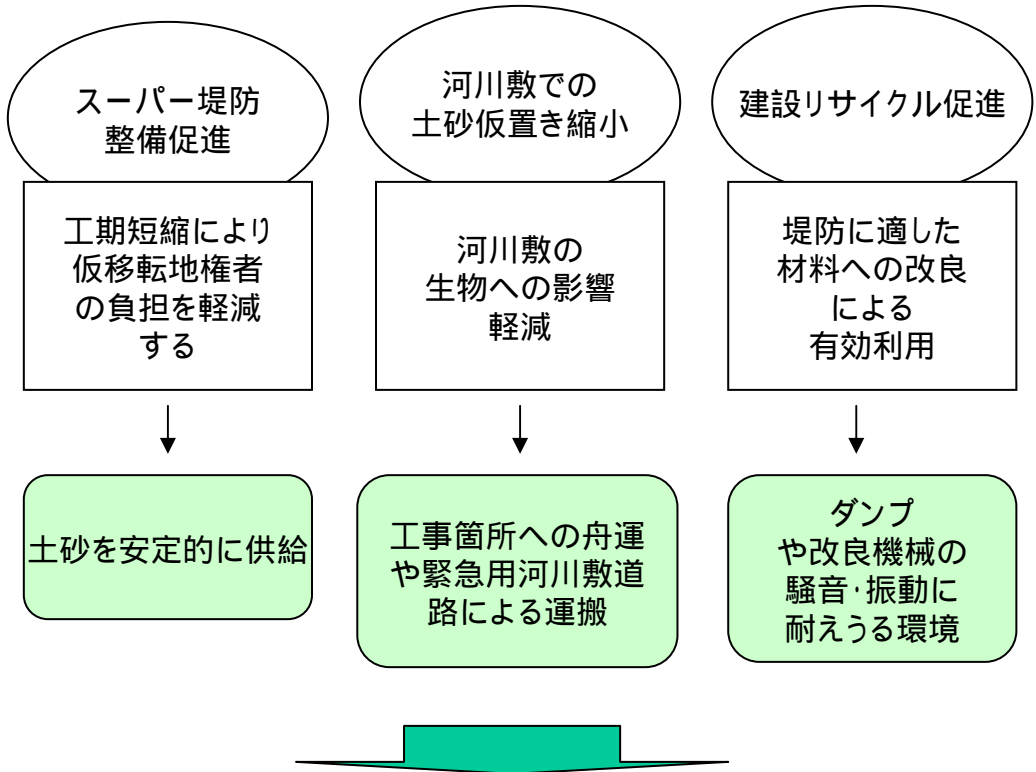 スーパー堤防
整備促進
工期短縮により
仮移転地権者
の負担を軽減
する
土砂を安定的に供給
河川敷での
土砂仮置き縮小
河川敷の
生物への影響
軽減
工事箇所への舟運
や緊急用河川敷道
路による運搬
建設リサイクル促進
堤防に適した
材料への改良
による
有効利用
ダンプ
や改良機械の
騒音・振動に
耐えうる環境